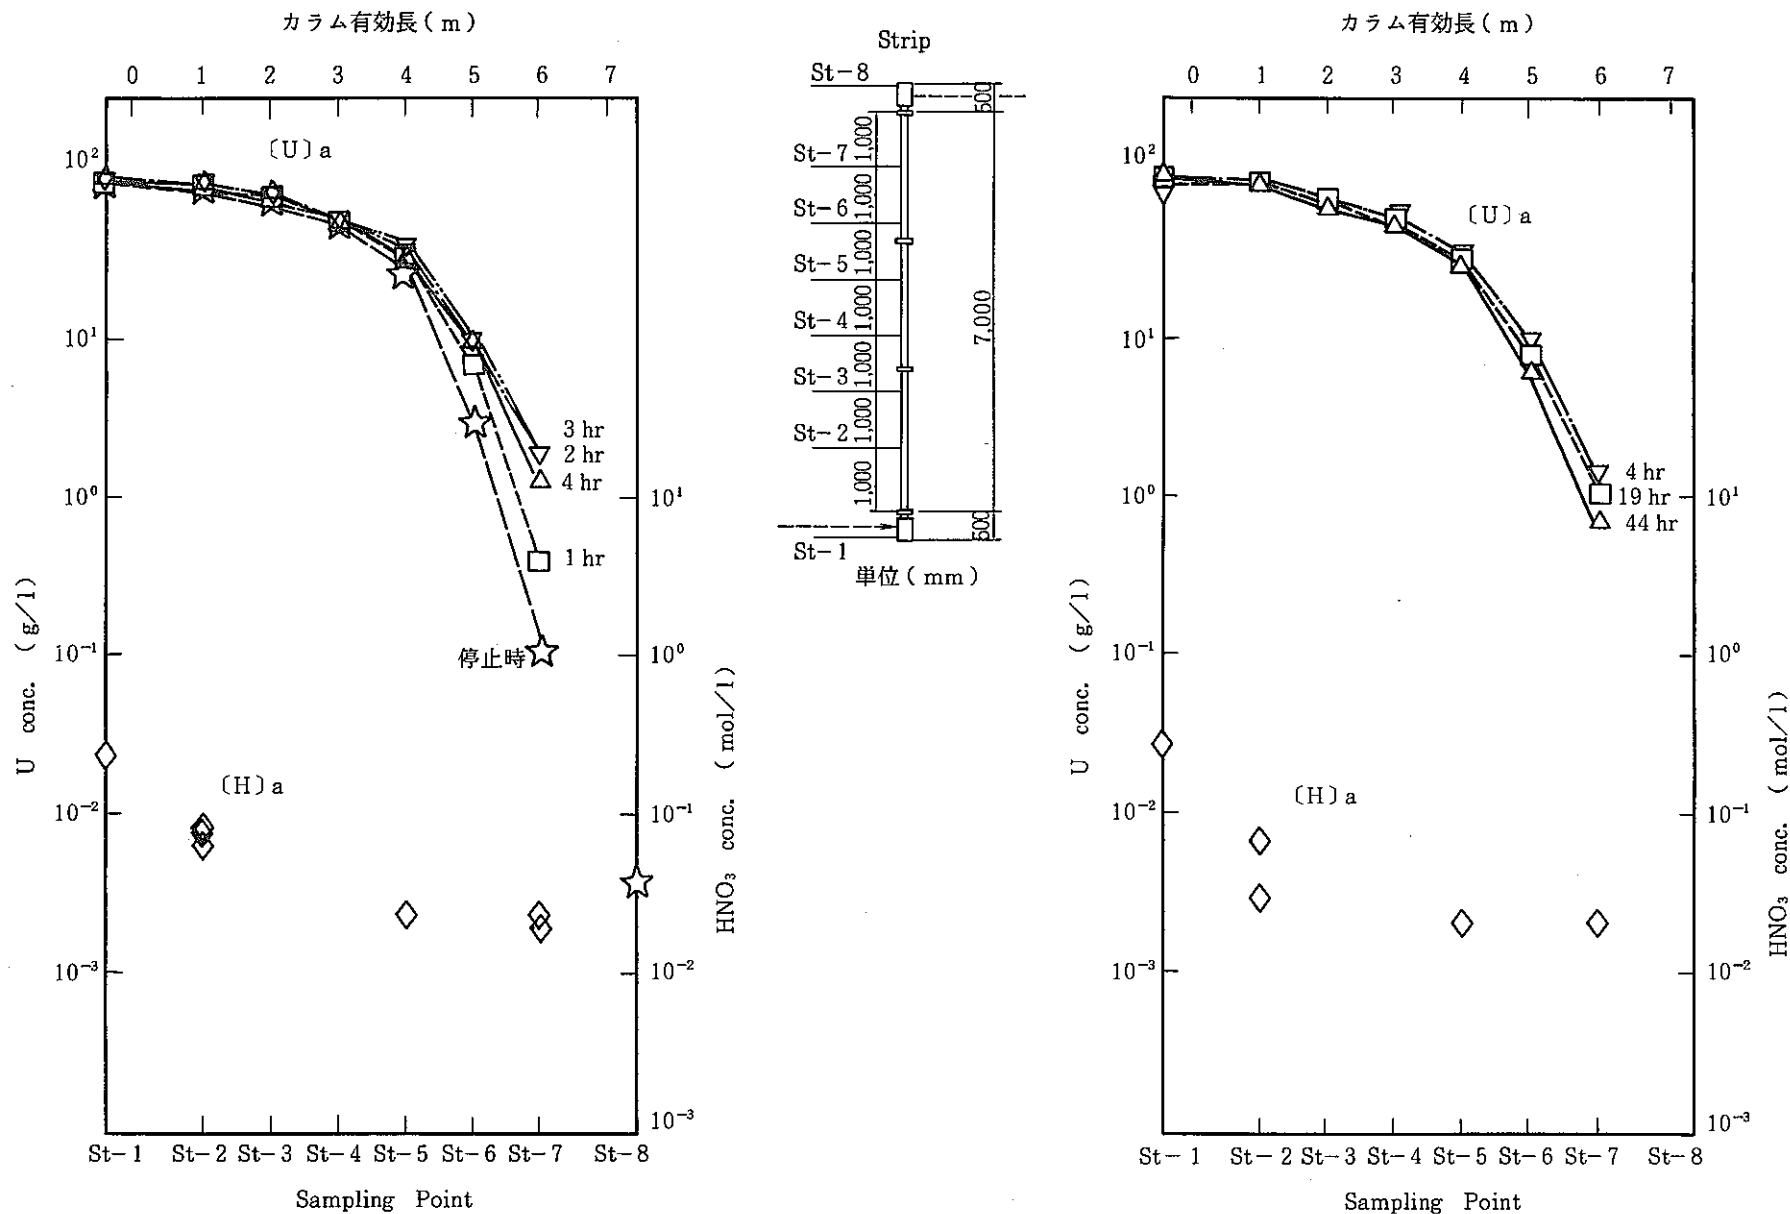 カラム有効長 ( m )
0 1 2 3 4 5 6 7
〔U〕a
10²
10¹
10⁰
10⁻¹
10⁻²
10⁻³
U conc. ( g/l )
3 hr
2 hr
4 hr
1 hr
停止時
〔H〕a
10¹
10⁰
10⁻¹
10⁻²
10⁻³
HNO₃ conc. ( mol/l )
St-1 St-2 St-3 St-4 St-5 St-6 St-7 St-8
Sampling Point
Strip
St-8
St-7
St-6
St-5
St-4
St-3
St-2
St-1
500
1,000
1,000
1,000
1,000
1,000
1,000
1,000
7,000
500
単位 ( mm )
カラム有効長 ( m )
0 1 2 3 4 5 6 7
〔U〕a
10²
10¹
10⁰
10⁻¹
10⁻²
10⁻³
U conc. ( g/l )
4 hr
19 hr
44 hr
〔H〕a
10¹
10⁰
10⁻¹
10⁻²
10⁻³
HNO₃ conc. ( mol/l )
St-1 St-2 St-3 St-4 St-5 St-6 St-7 St-8
Sampling Point